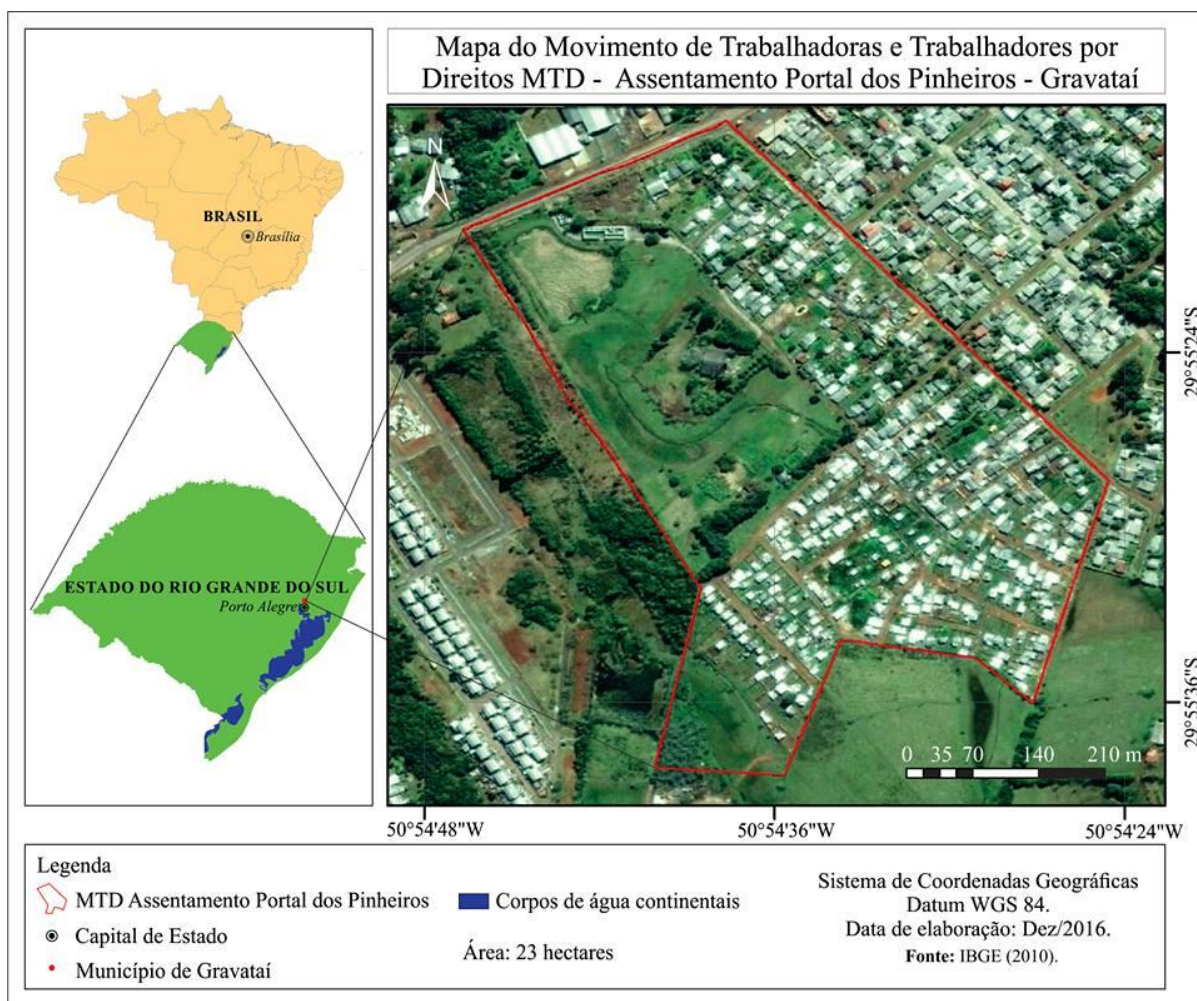 Mapa do Movimento de Trabalhadoras e Trabalhadores por
Direitos MTD - Assentamento Portal dos Pinheiros - Gravataí
BRASIL
Brasília
ESTADO DO RIO GRANDE DO SUL
Porto Alegre
N
29°55'24"S
29°55'36"S
0 35 70 140 210 m
50°54'48"W
50°54'36"W
50°54'24"W
Legenda
MTD Assentamento Portal dos Pinheiros
Capital de Estado
Município de Gravataí
Corpos de água continentais
Área: 23 hectares
Sistema de Coordenadas Geográficas
Datum WGS 84.
Data de elaboração: Dez/2016.
Fonte: IBGE (2010).